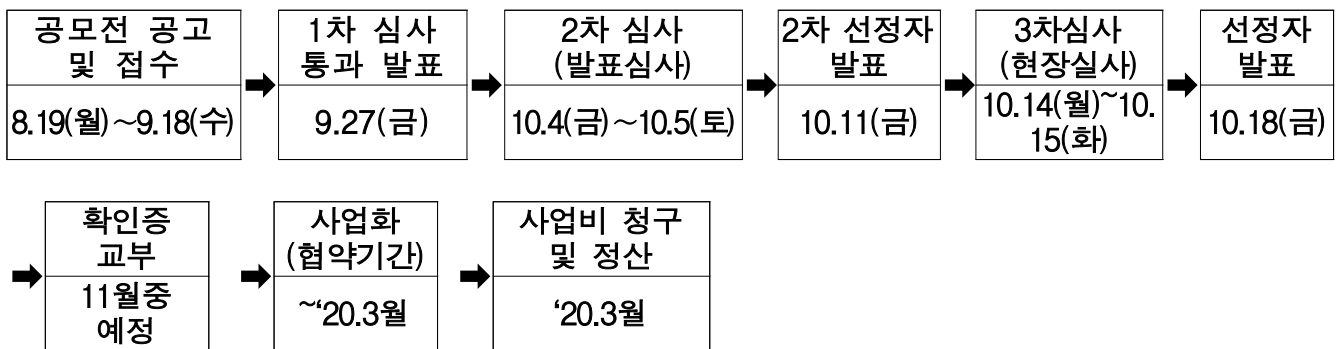 공모전 공고
및 접수
8.19(월)~9.18(수)
1차 심사
통과 발표
9.27(금)
2차 심사
(발표심사)
10.4(금)~10.5(토)
2차 선정자
발표
10.11(금)
3차심사
(현장실사)
10.14(월)~10.
15(화)
선정자
발표
10.18(금)
확인증
교부
11월중
예정
사업화
(협약기간)
~‘20.3월
사업비 청구
및 정산
‘20.3월